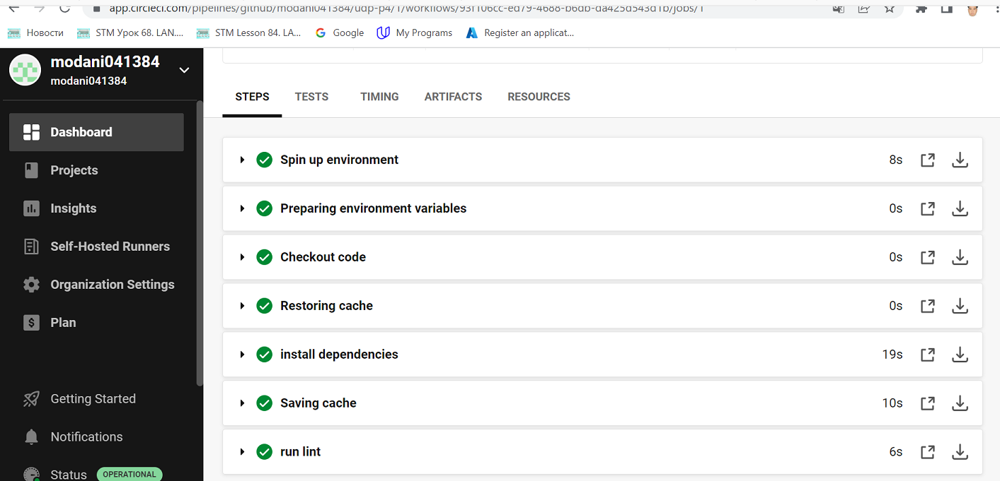 app.circleci.com/pipelines/github/modani041384/udp-p4/1/workflows/93f106cc-ed79-4688-b6db-da425d543d1b/jobs/1
Новости STM Урок 68. LAN.... STM Lesson 84. LA... Google My Programs Register an applicat...
modani041384
modani041384
STEPS TESTS TIMING ARTIFACTS RESOURCES
Dashboard
Projects
Insights
Self-Hosted Runners
Organization Settings
Plan
Getting Started
Notifications
Status OPERATIONAL
Spin up environment 8s
Preparing environment variables 0s
Checkout code 0s
Restoring cache 0s
install dependencies 19s
Saving cache 10s
run lint 6s